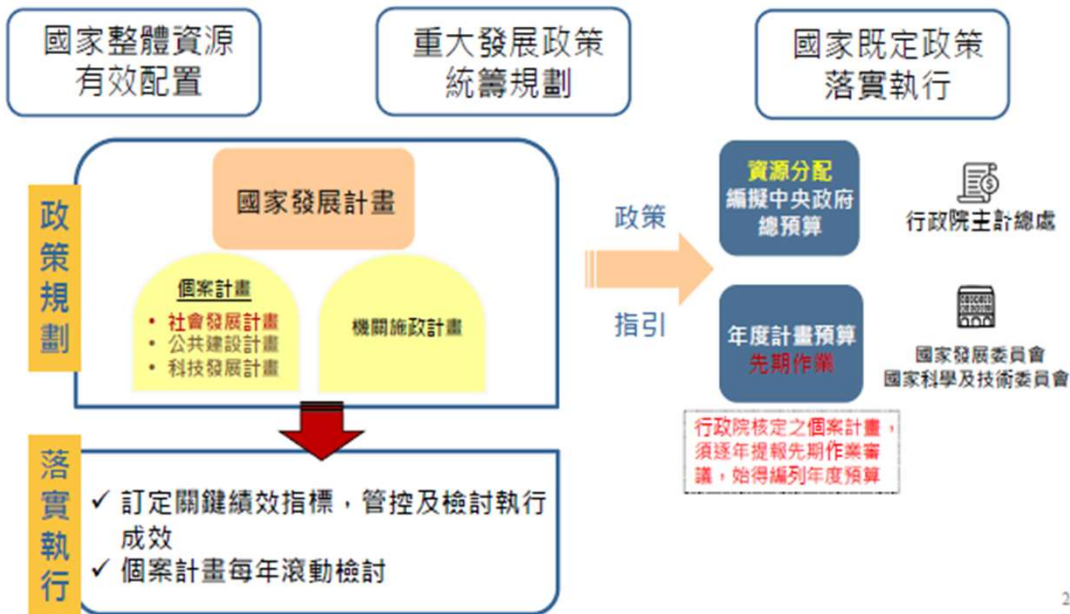 國家整體資源
有效配置
重大發展政策
統籌規劃
國家既定政策
落實執行
政策規劃
國家發展計畫
個案計畫
• 社會發展計畫
• 公共建設計畫
• 科技發展計畫
機關施政計畫
政策
指引
資源分配
編擬中央政府
總預算
行政院主計總處
年度計畫預算
先期作業
國家發展委員會
國家科學及技術委員會
行政院核定之個案計畫，
須逐年提報先期作業審
議，始得編列年度預算
落實執行
✓ 訂定關鍵績效指標，管控及檢討執行
成效
✓ 個案計畫每年滾動檢討
2